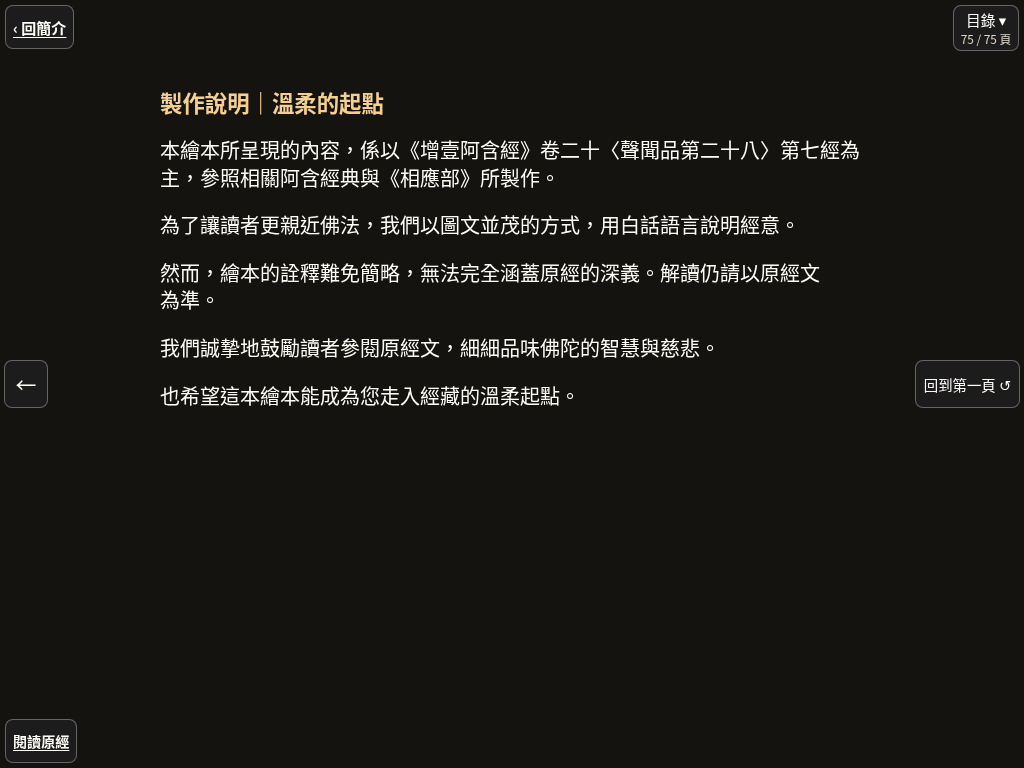 ‹ 回簡介
目錄 ▾
75 / 75 頁
製作說明｜溫柔的起點
本繪本所呈現的內容，係以《增壹阿含經》卷二十〈聲聞品第二十八〉第七經為
主，參照相關阿含經典與《相應部》所製作。
為了讓讀者更親近佛法，我們以圖文並茂的方式，用白話語言說明經意。
然而，繪本的詮釋難免簡略，無法完全涵蓋原經的深義。解讀仍請以原經文
為準。
我們誠摯地鼓勵讀者參閱原經文，細細品味佛陀的智慧與慈悲。
←
回到第一頁 ↺
也希望這本繪本能成為您走入經藏的溫柔起點。
閱讀原經